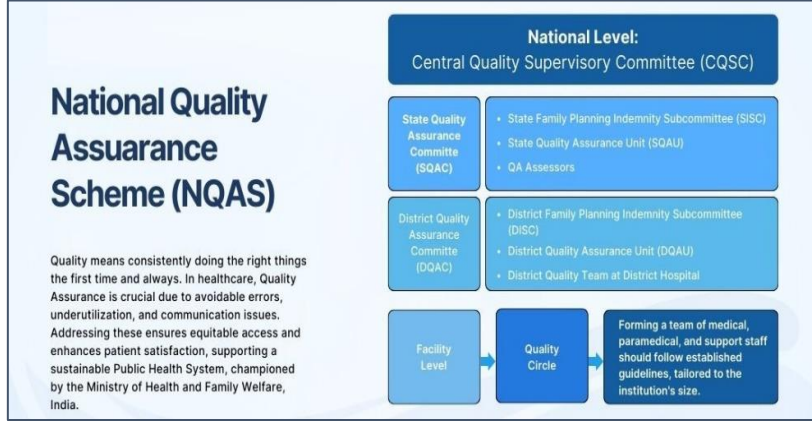 National Quality
Assuarance
Scheme (NQAS)
Quality means consistently doing the right things
the first time and always. In healthcare, Quality
Assurance is crucial due to avoidable errors,
underutilization, and communication issues.
Addressing these ensures equitable access and
enhances patient satisfaction, supporting a
sustainable Public Health System, championed
by the Ministry of Health and Family Welfare,
India.
National Level:
Central Quality Supervisory Committee (CQSC)
State Quality
Assurance
Committe
(SQAC)
• State Family Planning Indemnity Subcommittee (SISC)
• State Quality Assurance Unit (SQAU)
• QA Assessors
District Quality
Assurance
Committe
(DQAC)
• District Family Planning Indemnity Subcommittee
(DISC)
• District Quality Assurance Unit (DQAU)
• District Quality Team at District Hospital
Facility
Level
Quality
Circle
Forming a team of medical,
paramedical, and support staff
should follow established
guidelines, tailored to the
institution's size.